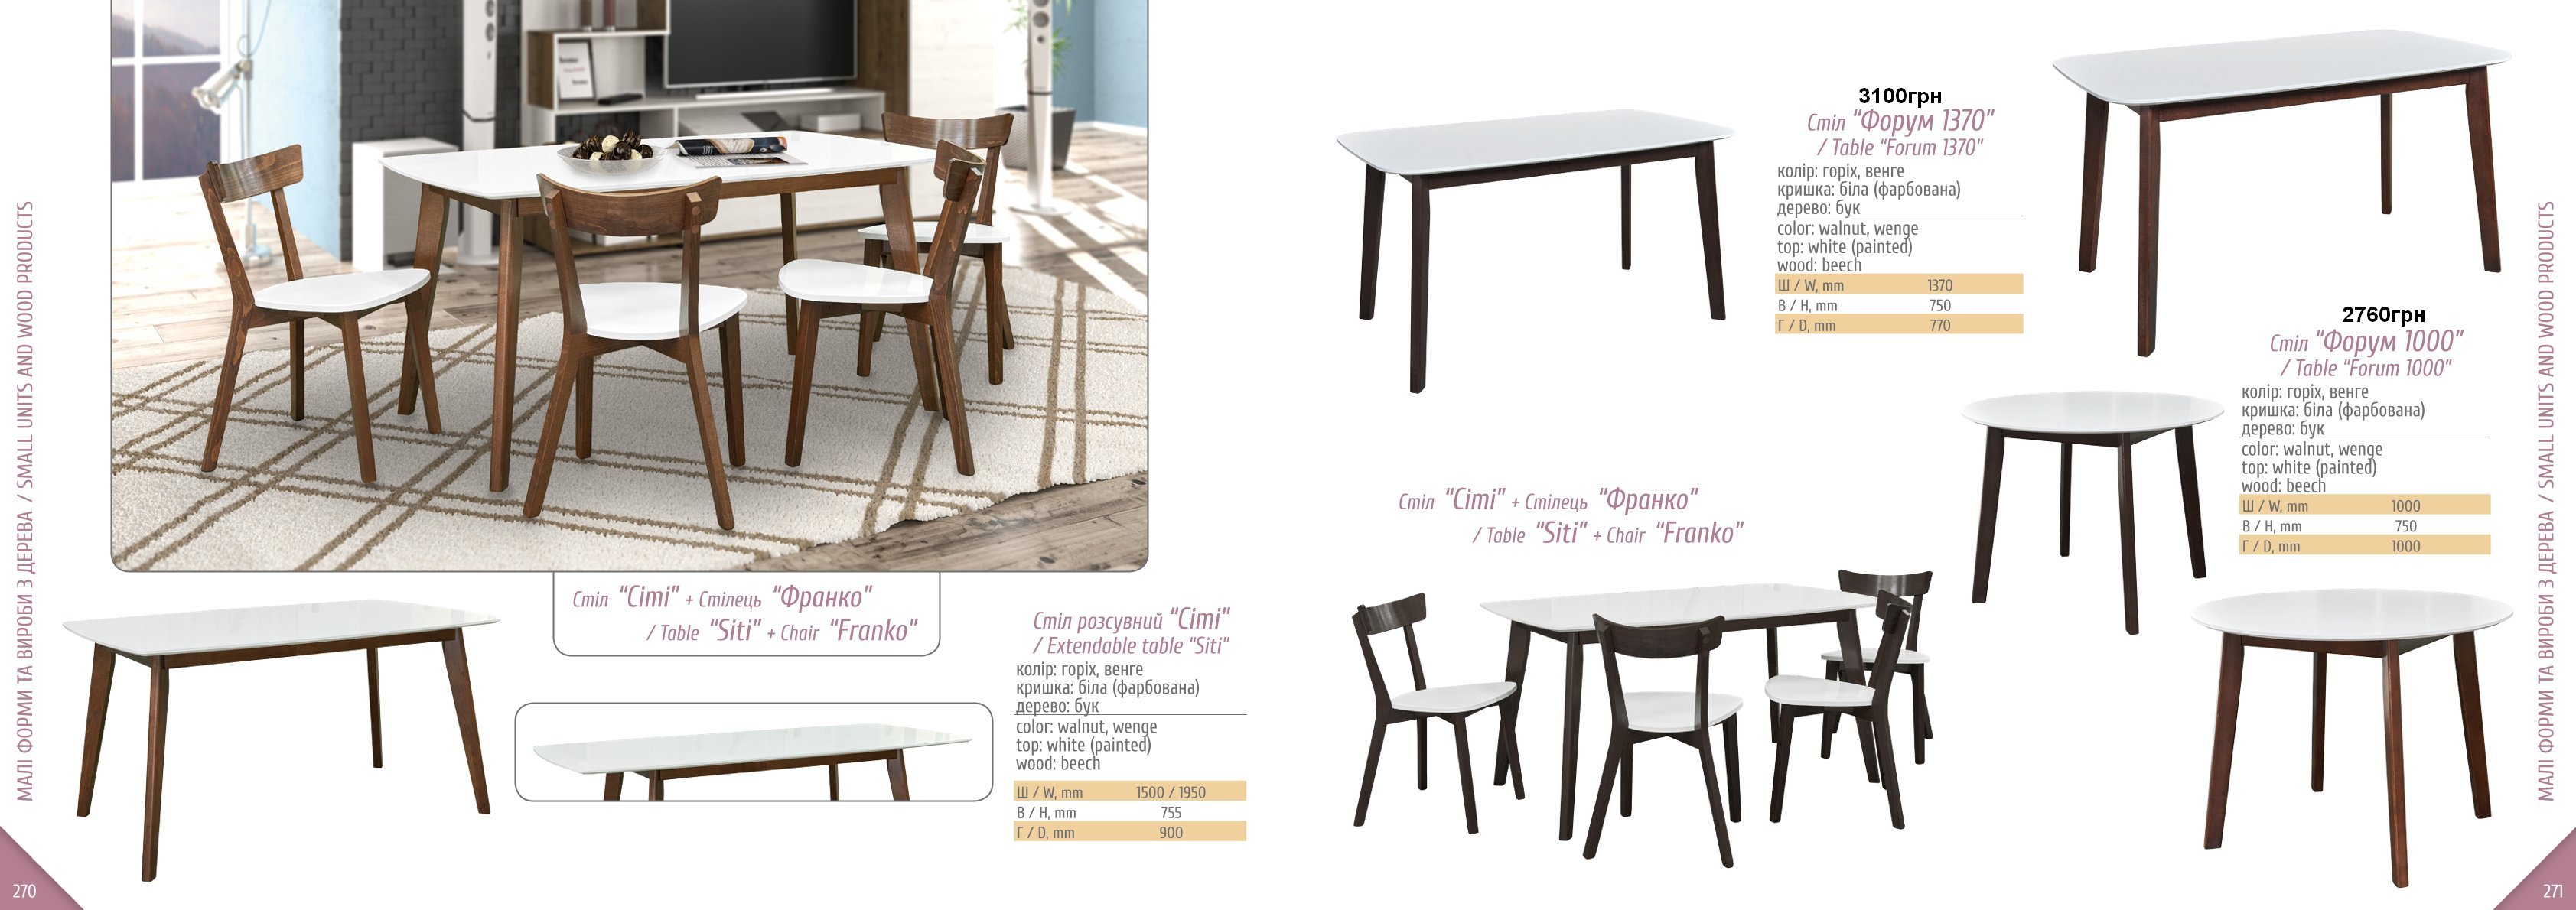 МАЛІ ФОРМИ ТА ВИРОБИ З ДЕРЕВА / SMALL UNITS AND WOOD PRODUCTS
270
Стіл “Сіті” + Стілець “Франко”
/ Table “Siti” + Chair “Franko”
Стіл розсувний “Сіті”
/ Extendable table “Siti”
колір: горіх, венге
кришка: біла (фарбована)
дерево: бук
color: walnut, wenge
top: white (painted)
wood: beech
Ш / W, mm 1500 / 1950
В / H, mm 755
Г / D, mm 900
3100грн
Стіл “Форум 1370”
/ Table “Forum 1370”
колір: горіх, венге
кришка: біла (фарбована)
дерево: бук
color: walnut, wenge
top: white (painted)
wood: beech
Ш / W, mm 1370
В / H, mm 750
Г / D, mm 770
2760грн
Стіл “Форум 1000”
/ Table “Forum 1000”
колір: горіх, венге
кришка: біла (фарбована)
дерево: бук
color: walnut, wenge
top: white (painted)
wood: beech
Ш / W, mm 1000
В / H, mm 750
Г / D, mm 1000
Стіл “Сіті” + Стілець “Франко”
/ Table “Siti” + Chair “Franko”
МАЛІ ФОРМИ ТА ВИРОБИ З ДЕРЕВА / SMALL UNITS AND WOOD PRODUCTS
271